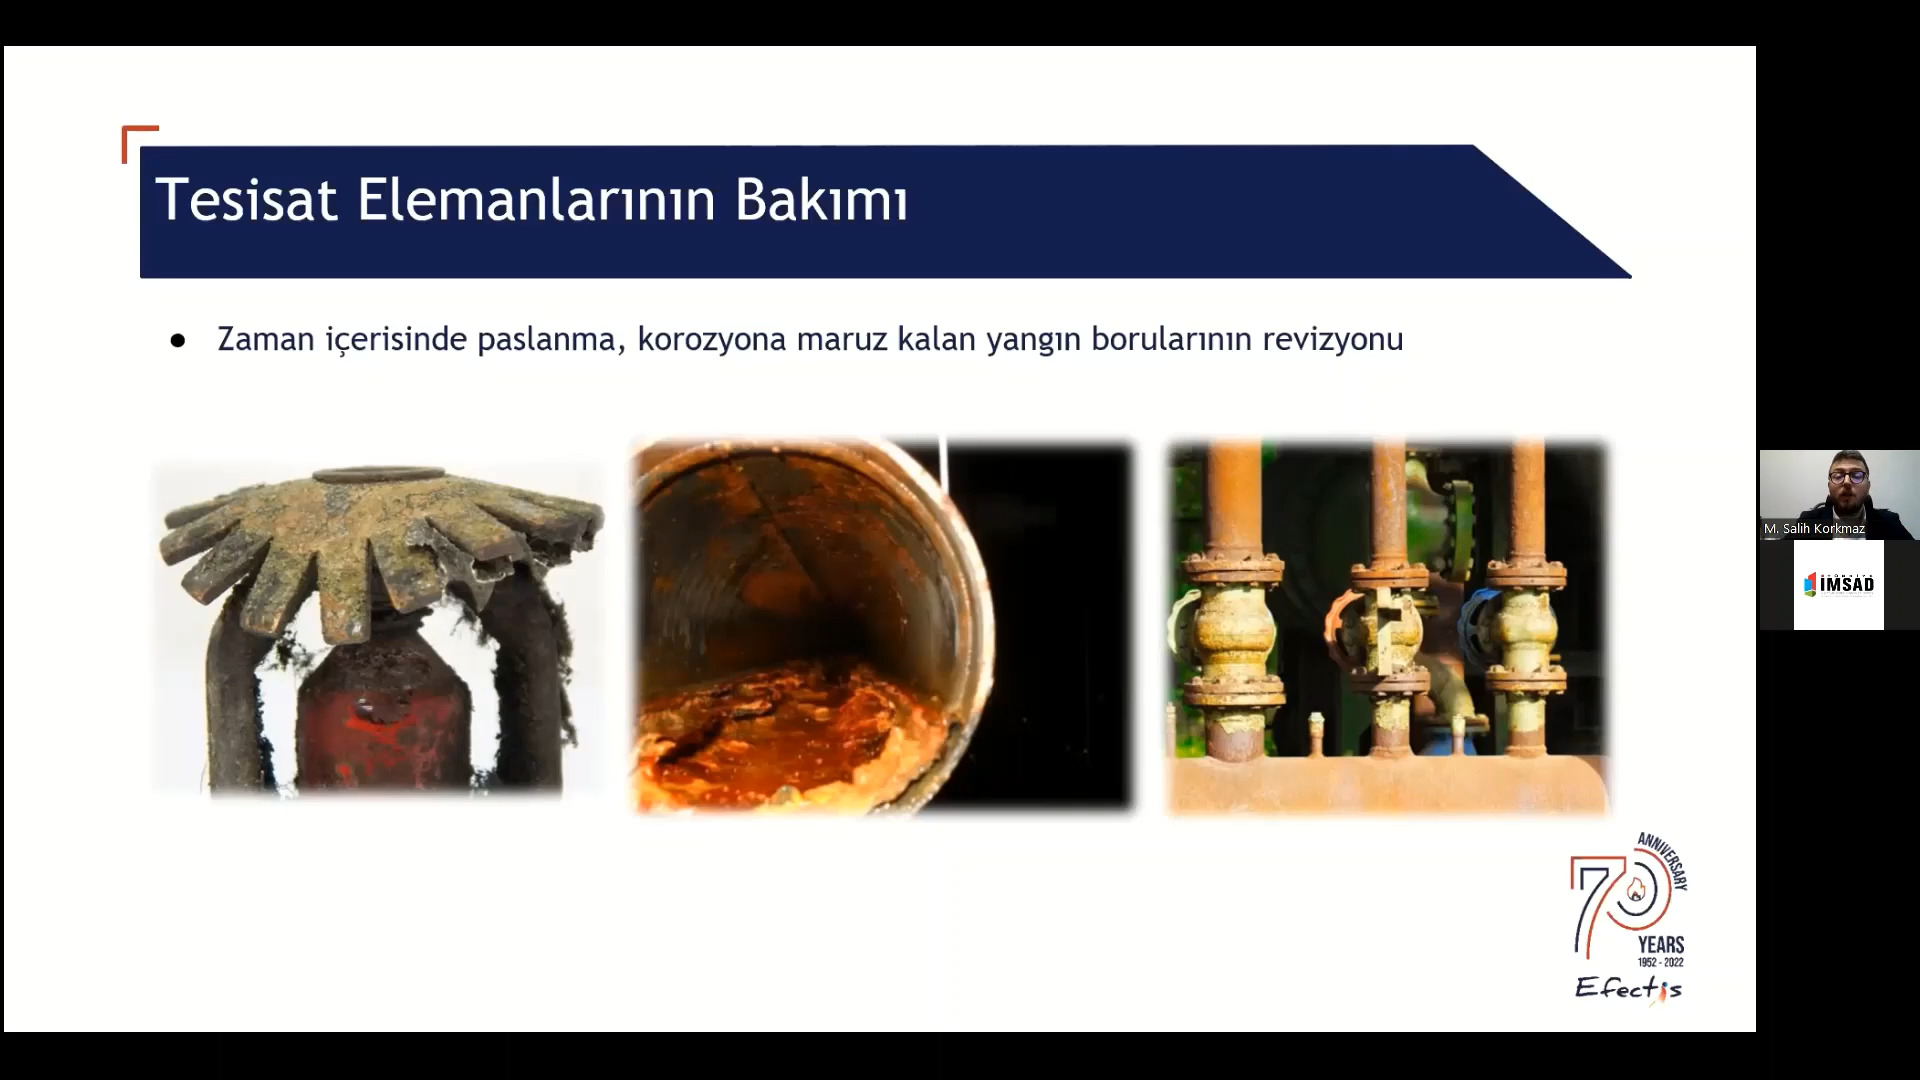 Tesisat Elemanlarının Bakımı
● Zaman içerisinde paslanma, korozyona maruz kalan yangın borularının revizyonu
M. Salih Korkmaz
İMSAD
70
ANNIVERSARY
YEARS
1952 - 2022
Efectis